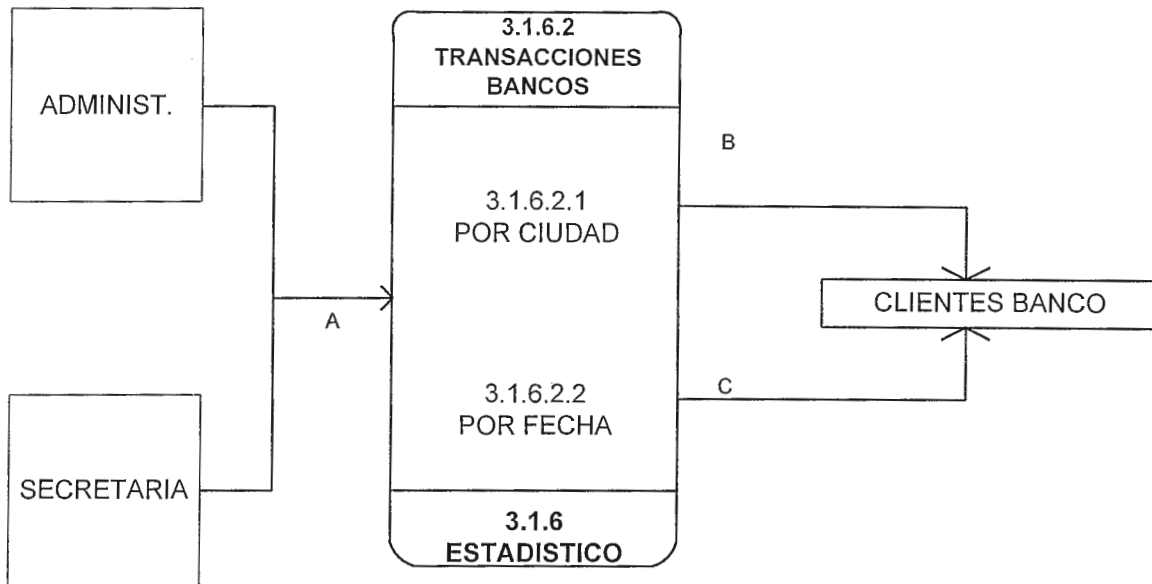 ADMINIST.
SECRETARIA
A
3.1.6.2
TRANSACCIONES
BANCOS
3.1.6.2.1
POR CIUDAD
3.1.6.2.2
POR FECHA
3.1.6
ESTADISTICO
B
C
CLIENTES BANCO